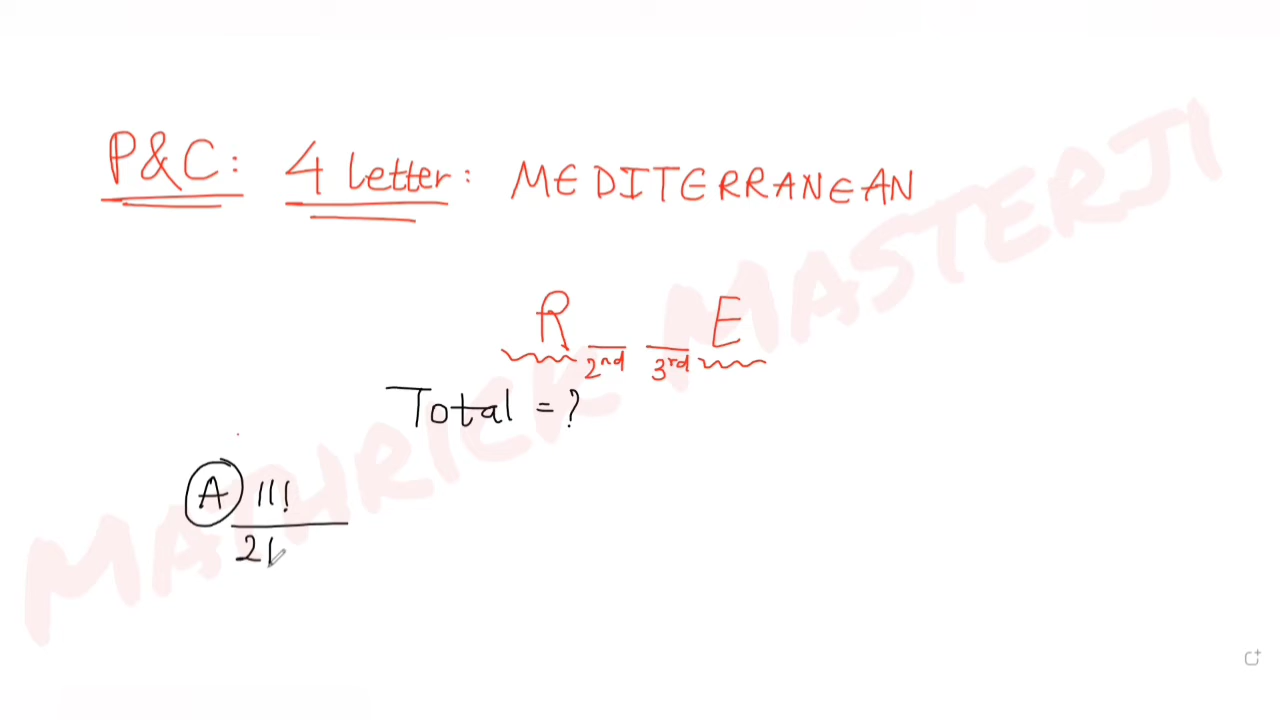 P&C: 4 Letter: MEDITERRANEAN
R _ _ E
2nd 3rd
Total = ?
A 11!
2!
MATHRICK MASTERJI